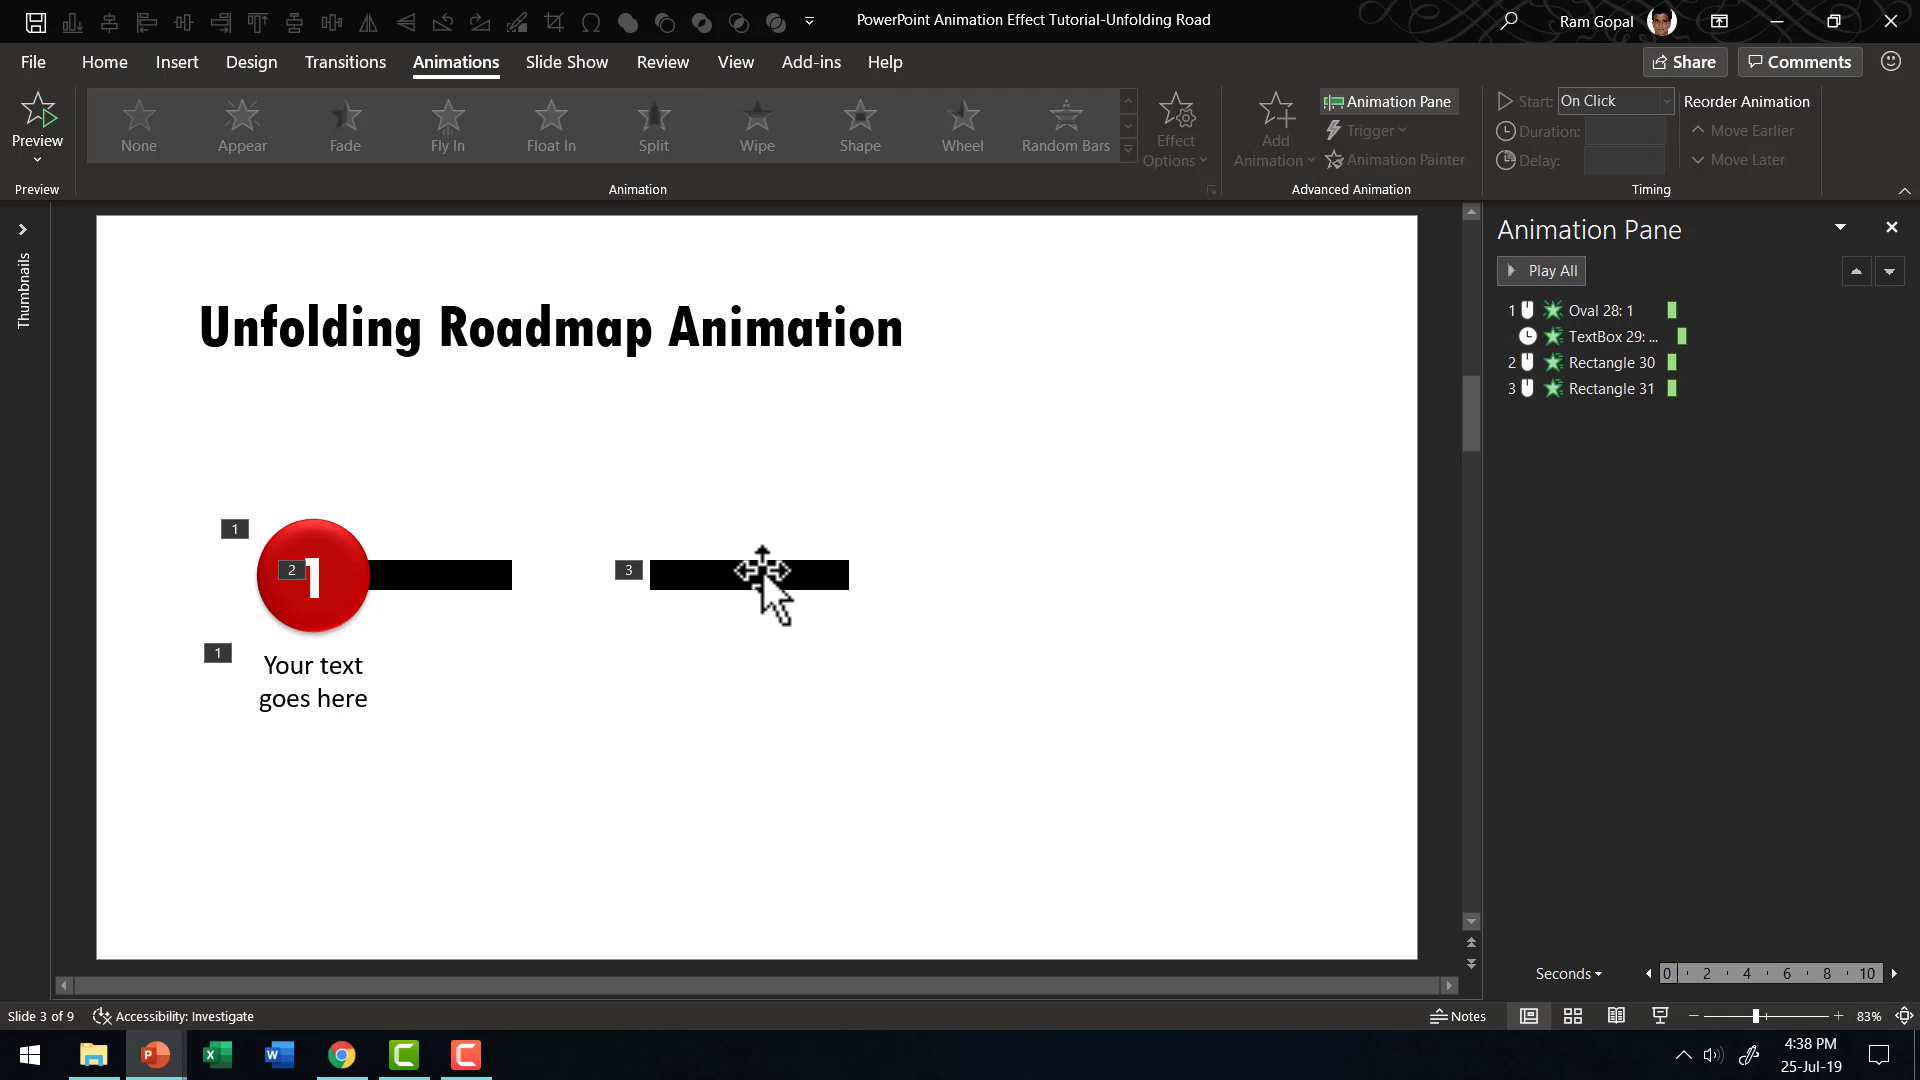 PowerPoint Animation Effect Tutorial-Unfolding Road
Ram Gopal
File
Home
Insert
Design
Transitions
Animations
Slide Show
Review
View
Add-ins
Help
Share
Comments
Preview
None
Appear
Fade
Fly In
Float In
Split
Wipe
Shape
Wheel
Random Bars
Effect
Options
Add
Animation
Animation Pane
Trigger
Animation Painter
Start:
On Click
Duration:
Delay:
Reorder Animation
Move Earlier
Move Later
Preview
Animation
Advanced Animation
Timing
Thumbnails
Unfolding Roadmap Animation
1
1
2
3
1
Your text
goes here
Animation Pane
Play All
1 Oval 28: 1
TextBox 29: ...
2 Rectangle 30
3 Rectangle 31
Seconds
0 2 4 6 8 10
Slide 3 of 9
Accessibility: Investigate
Notes
83%
4:38 PM
25-Jul-19